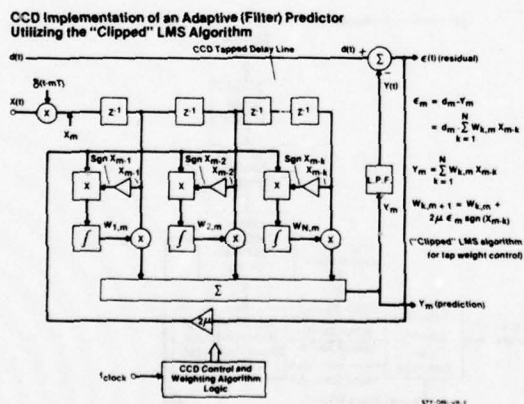 CCD Implementation of an Adaptive (Filter) Predictor
Utilizing the "Clipped" LMS Algorithm
CCD Tapped Delay Line
d(t)
d(t) +
Σ
−
ϵ(t) (residual)
Y(t)
δ(t-mT)
X(t)
X
X_m
Z⁻¹
Z⁻¹
Z⁻¹
ϵ_m = d_m-Y_m
= d_m - N Σ k = 1 W_k,m X_m-k
Sgn X_m-1
X_m-1
Sgn X_m-2
X_m-2
Sgn X_m-k
X_m-k
X
X
X
L.P.F.
Y_m = N Σ k = 1 W_k,m X_m-k
Y_m
W_k,m + 1 = W_k,m +
2μ ϵ_m sgn (X_m-k)
∫
W_1,m
X
∫
W_2,m
X
∫
W_N,m
X
("Clipped" LMS algorithm
for tap weight control)
Σ
Y_m (prediction)
2μ
f_clock
CCD Control and
Weighting Algorithm
Logic